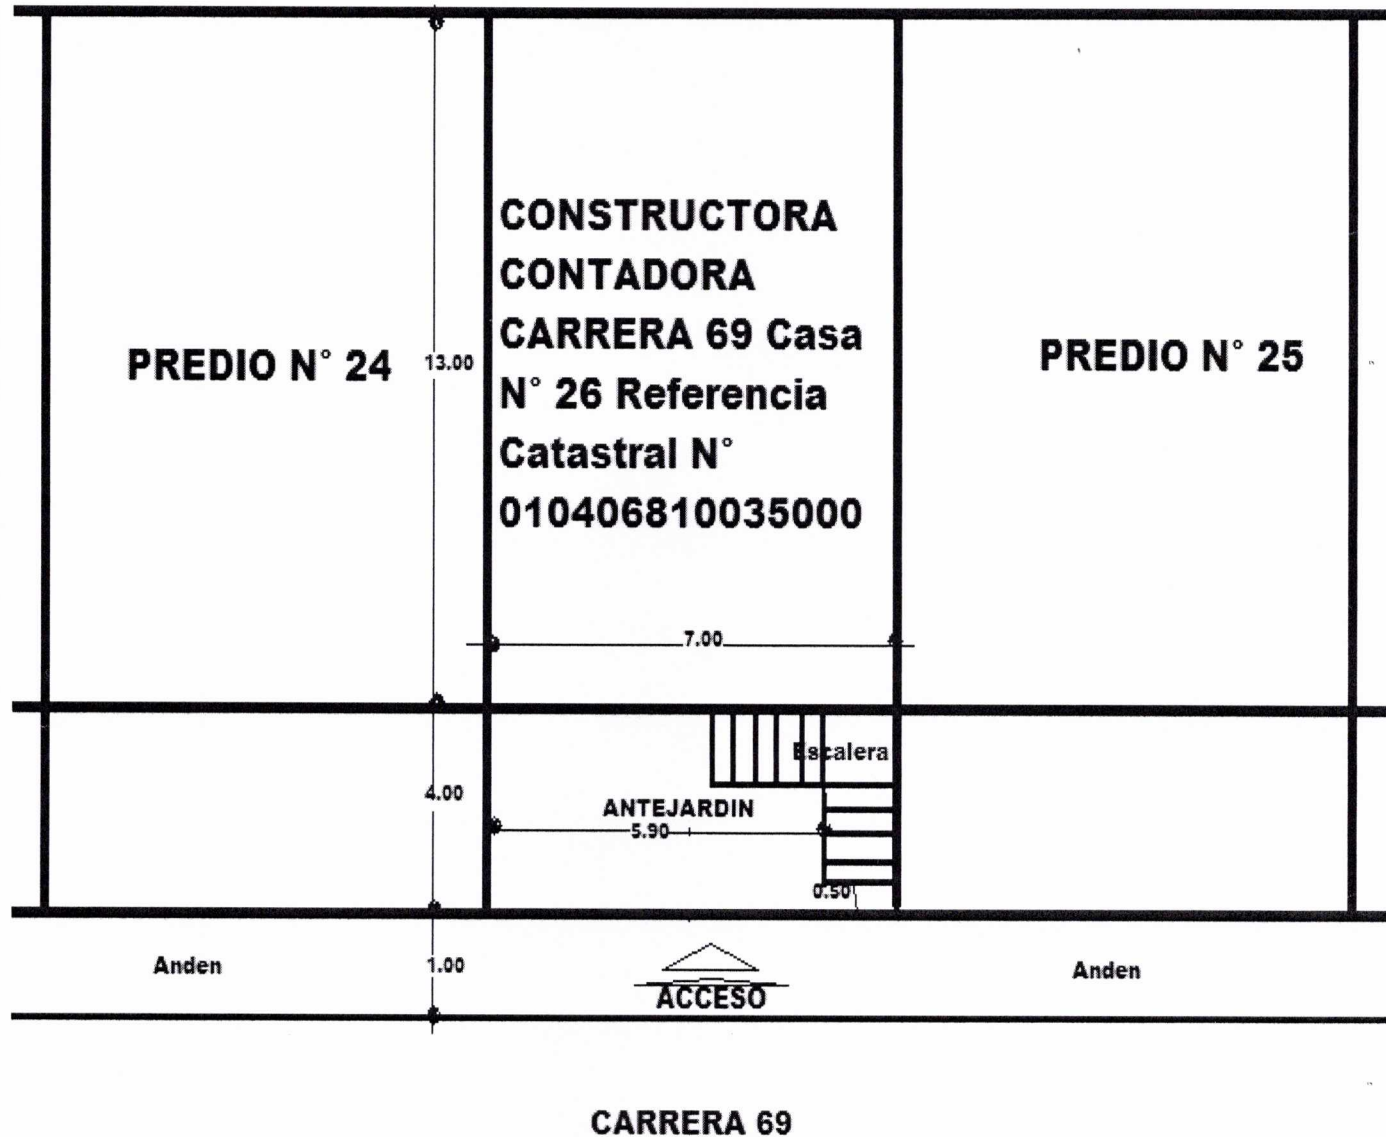 CONSTRUCTORA
CONTADORA
CARRERA 69 Casa
N° 26 Referencia
Catastral N°
010406810035000
PREDIO N° 24
13.00
PREDIO N° 25
7.00
Escalera
4.00
ANTEJARDIN
5.90
0.50
Anden
1.00
ACCESO
Anden
CARRERA 69